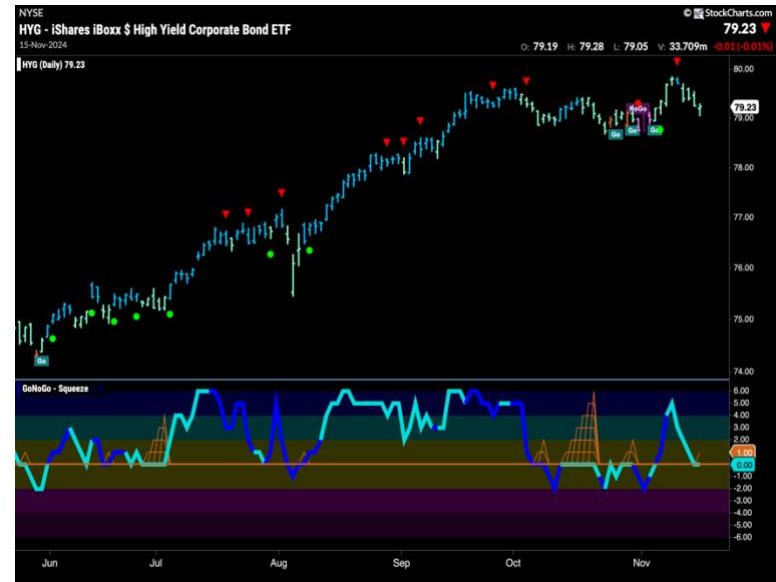 NYSE
© StockCharts.com
HYG - iShares iBoxx $ High Yield Corporate Bond ETF
79.23
15-Nov-2024
O: 79.19 H: 79.28 L: 79.05 V: 33.709m -0.01 (-0.01%)
HYG (Daily) 79.23
80.00
79.23
79.00
78.00
77.00
76.00
75.00
74.00
NoGo
Go
Go
Go
Go
GoNoGo - Squeeze
6.00
5.00
4.00
3.00
2.00
1.00
0.00
-1.00
-2.00
-3.00
-4.00
-5.00
-6.00
Jun
Jul
Aug
Sep
Oct
Nov